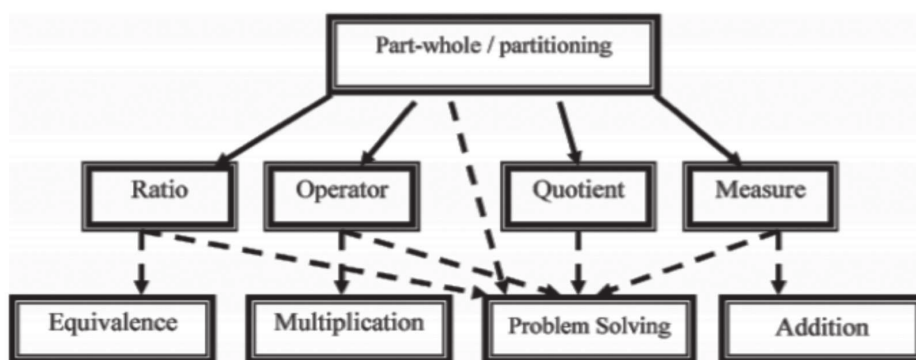 Part-whole / partitioning
Ratio
Operator
Quotient
Measure
Equivalence
Multiplication
Problem Solving
Addition